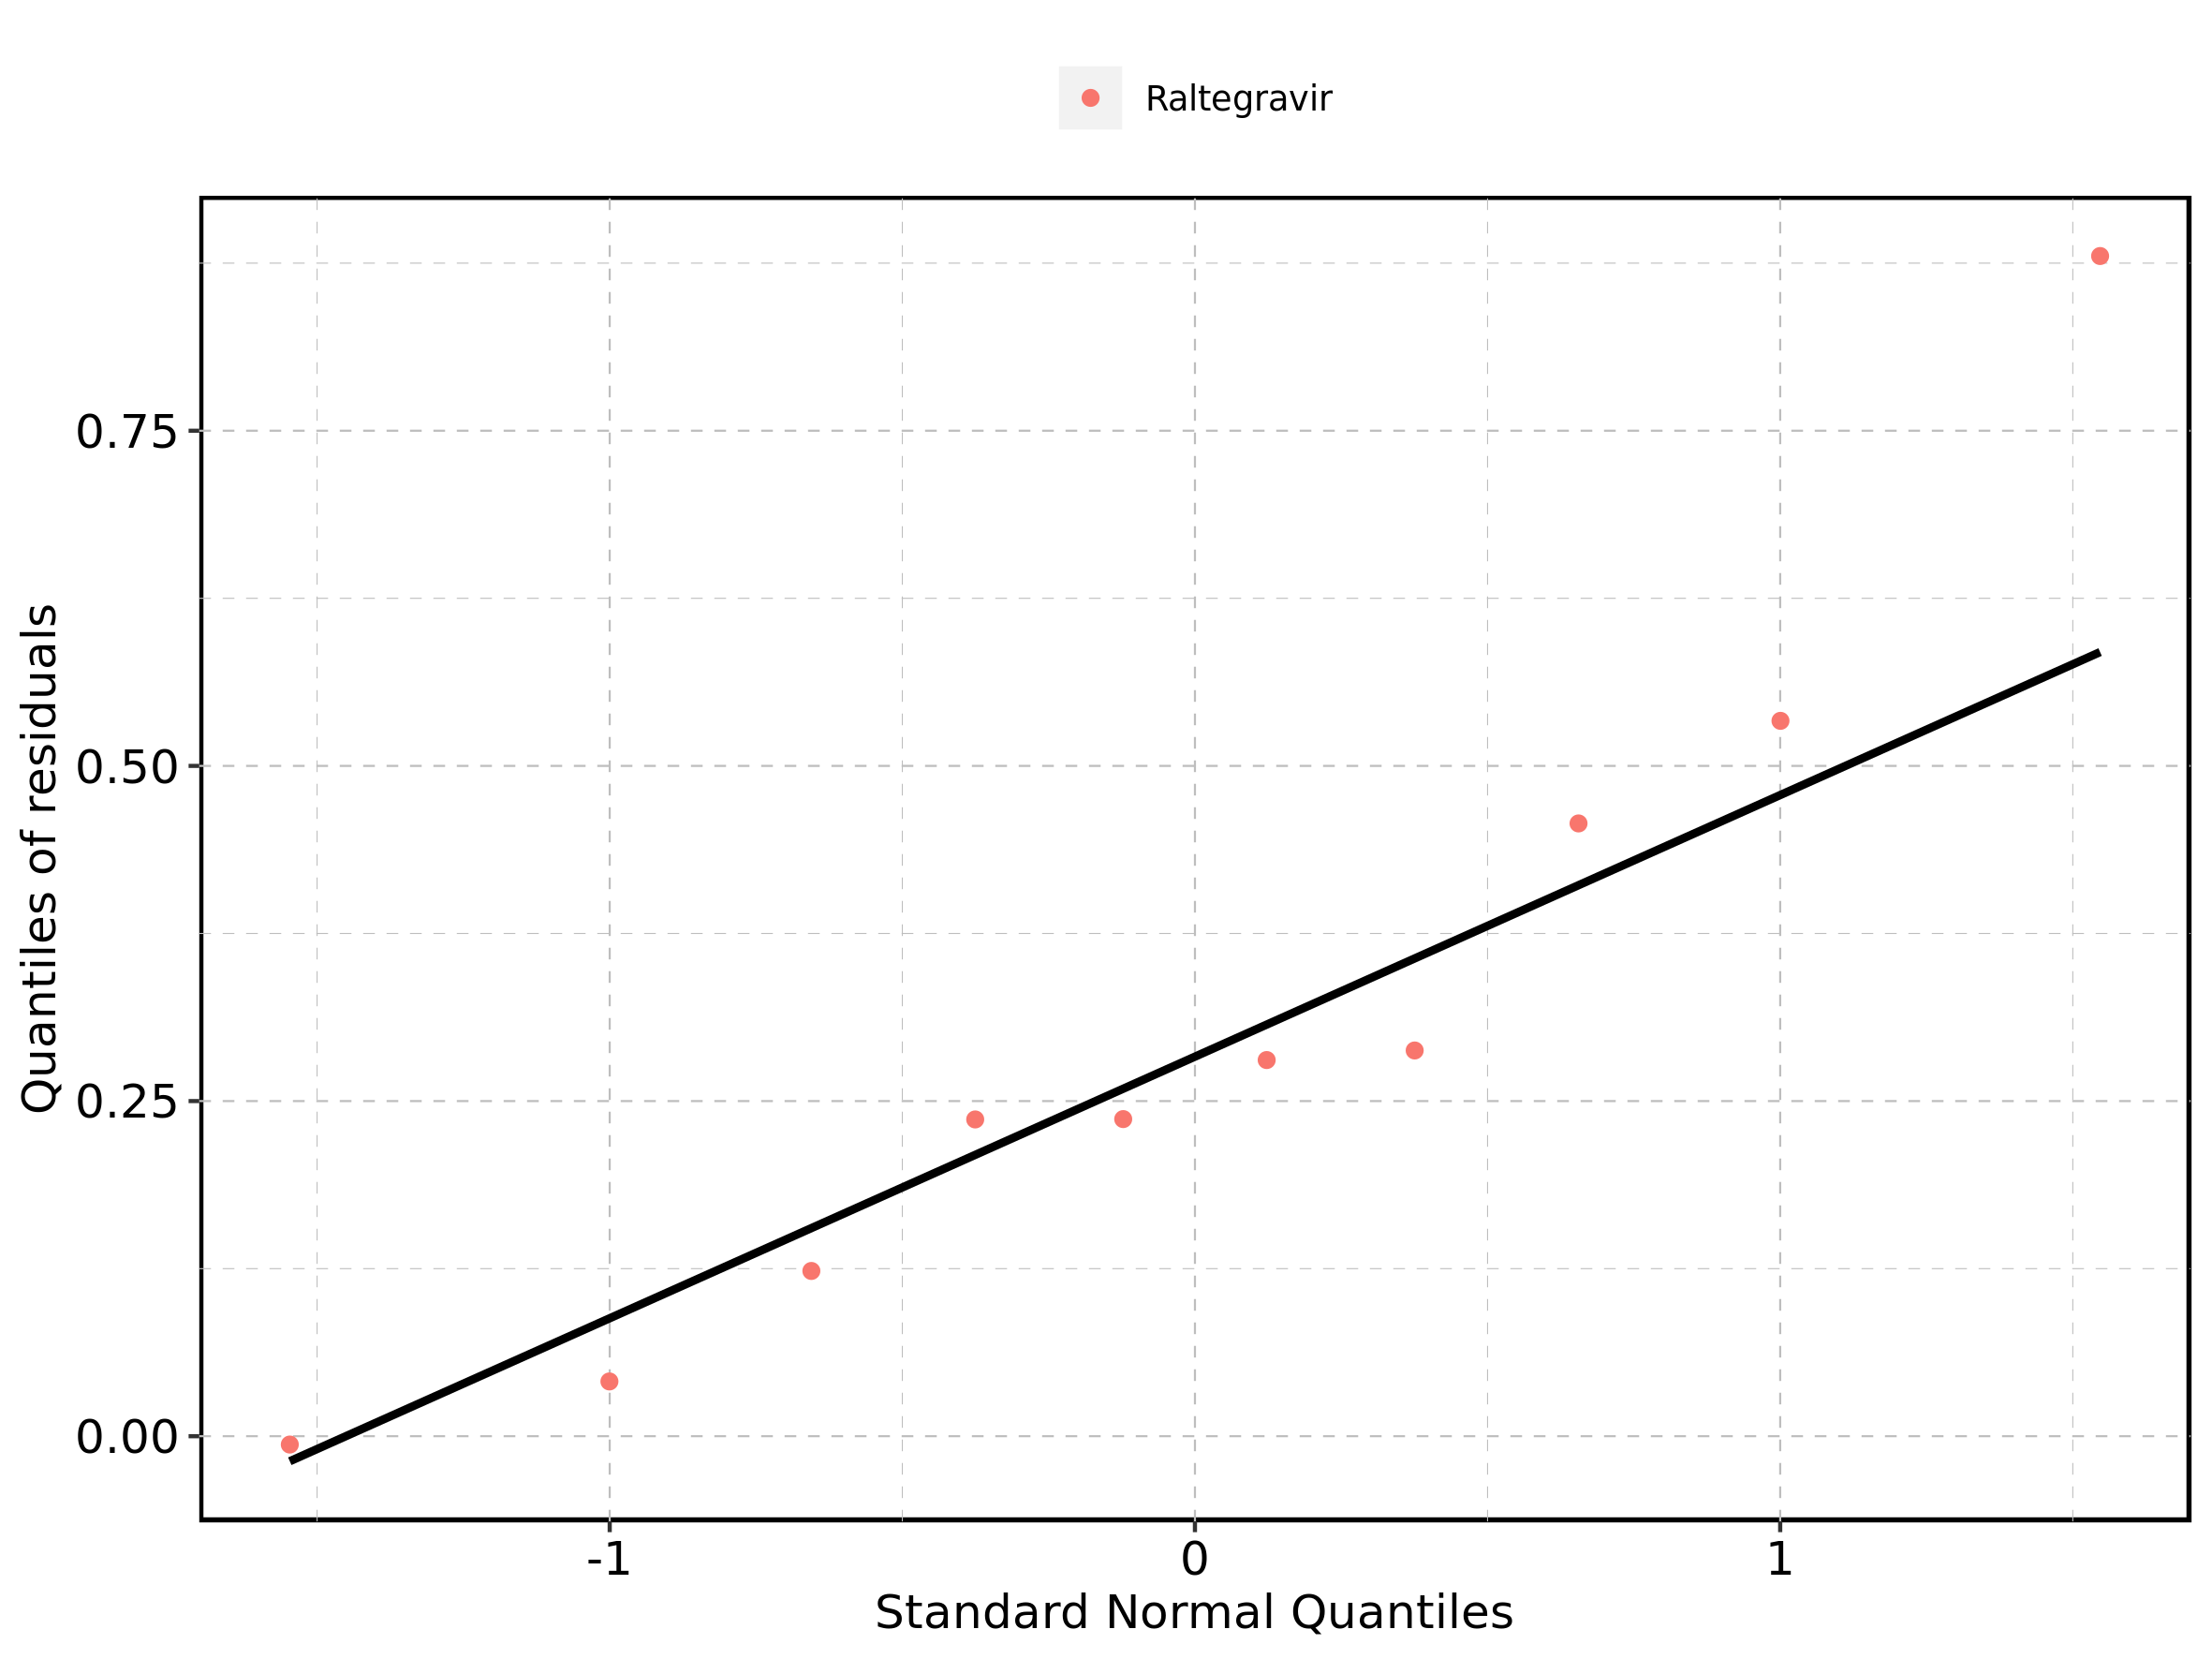 Raltegravir
Quantiles of residuals
0.75
0.50
0.25
0.00
-1 0 1
Standard Normal Quantiles